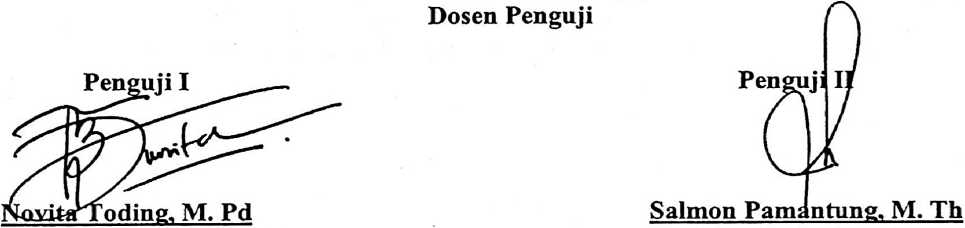 Dosen Penguji
Penguji I
Penguji II
Novita Toding, M. Pd
Salmon Pamantung, M. Th